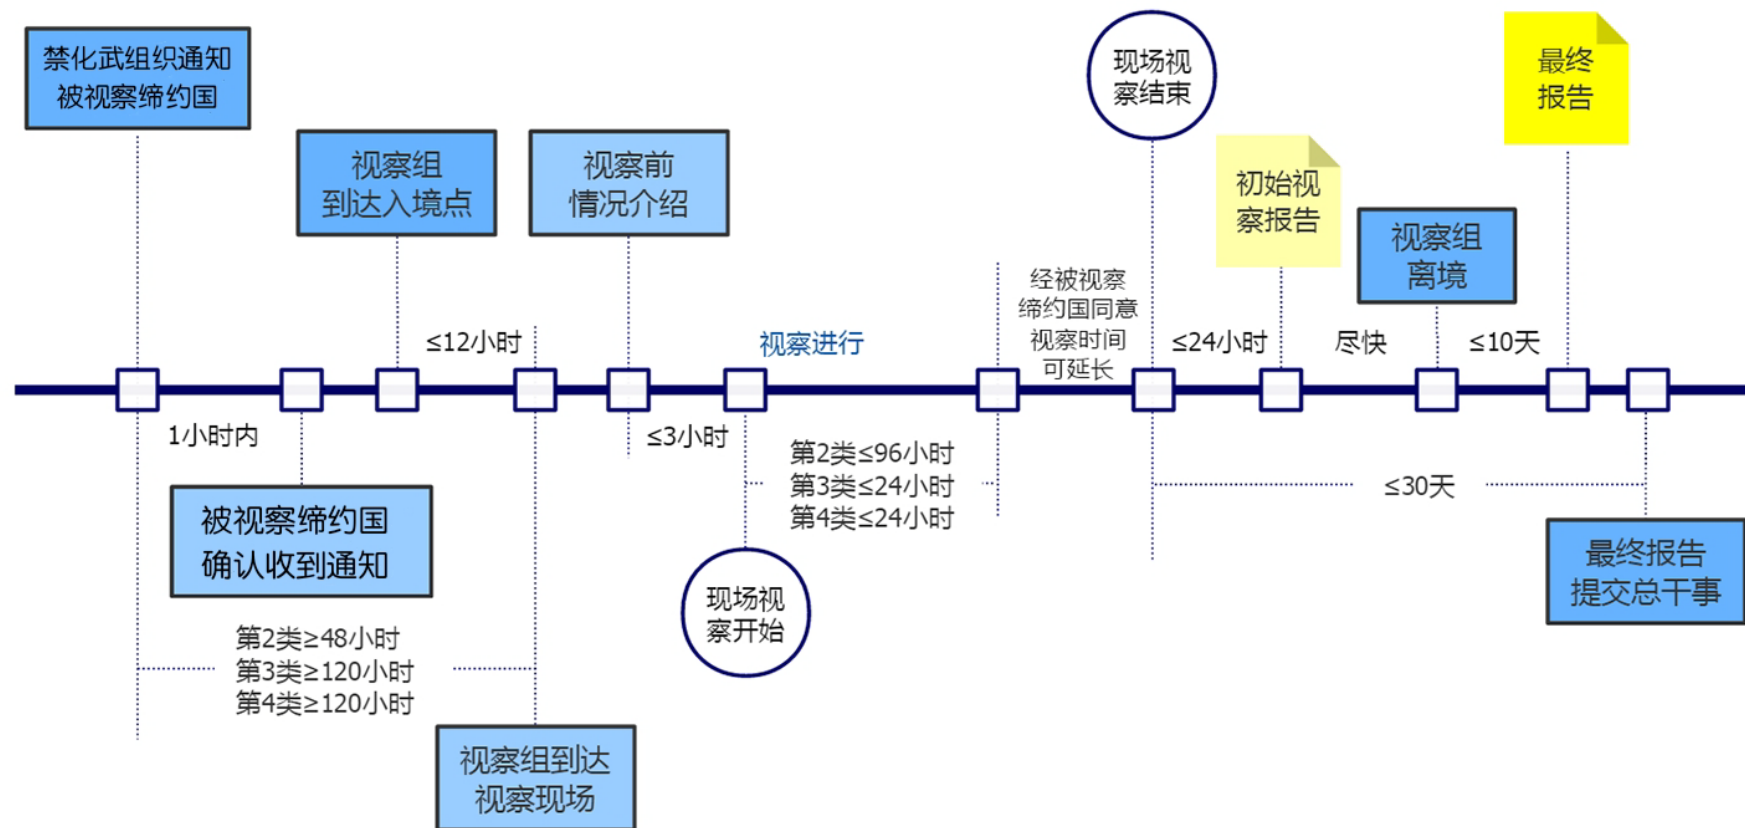 禁化武组织通知
被视察缔约国
视察组
到达入境点
视察前
情况介绍
现场视
察结束
初始视
察报告
视察组
离境
最终
报告
≤12小时
视察进行
经被视察
缔约国同意
视察时间
可延长
≤24小时
尽快
≤10天
1小时内
≤3小时
被视察缔约国
确认收到通知
第2类≤96小时
第3类≤24小时
第4类≤24小时
≤30天
现场视
察开始
最终报告
提交总干事
第2类≥48小时
第3类≥120小时
第4类≥120小时
视察组到达
视察现场